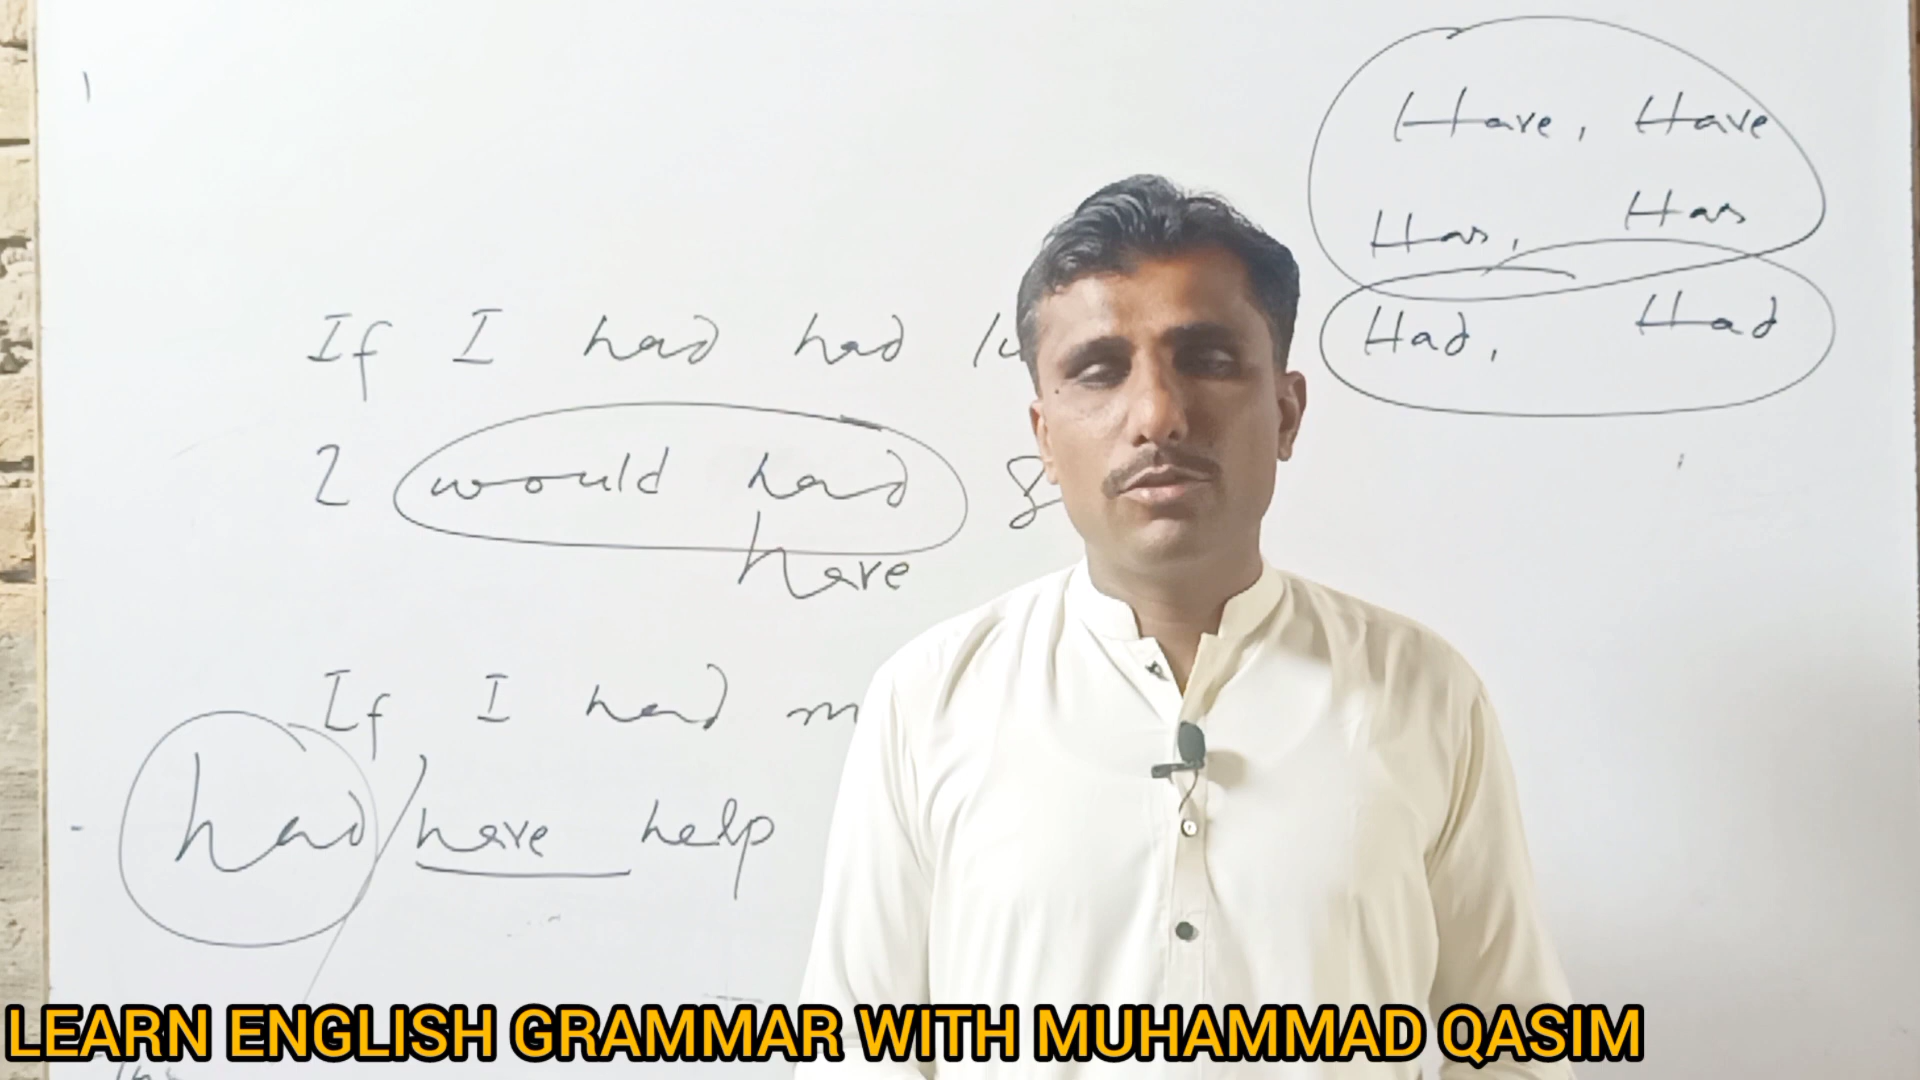 Have, Have
Has, Has
Had, Had
If I had had
2 would had
have
If I had
had/have help
LEARN ENGLISH GRAMMAR WITH MUHAMMAD QASIM